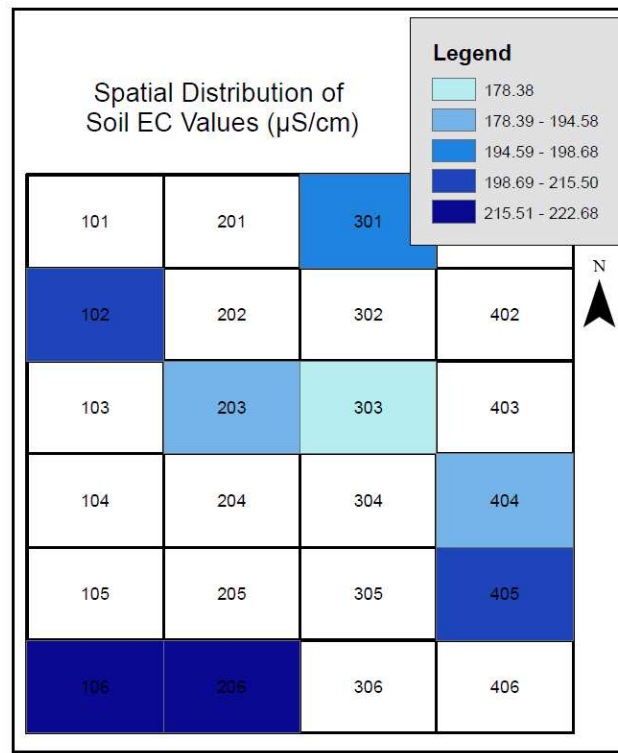 Legend
178.38
178.39 - 194.58
194.59 - 198.68
198.69 - 215.50
215.51 - 222.68
Spatial Distribution of
Soil EC Values (µS/cm)
N
101 201 301
102 202 302 402
103 203 303 403
104 204 304 404
105 205 305 405
106 206 306 406